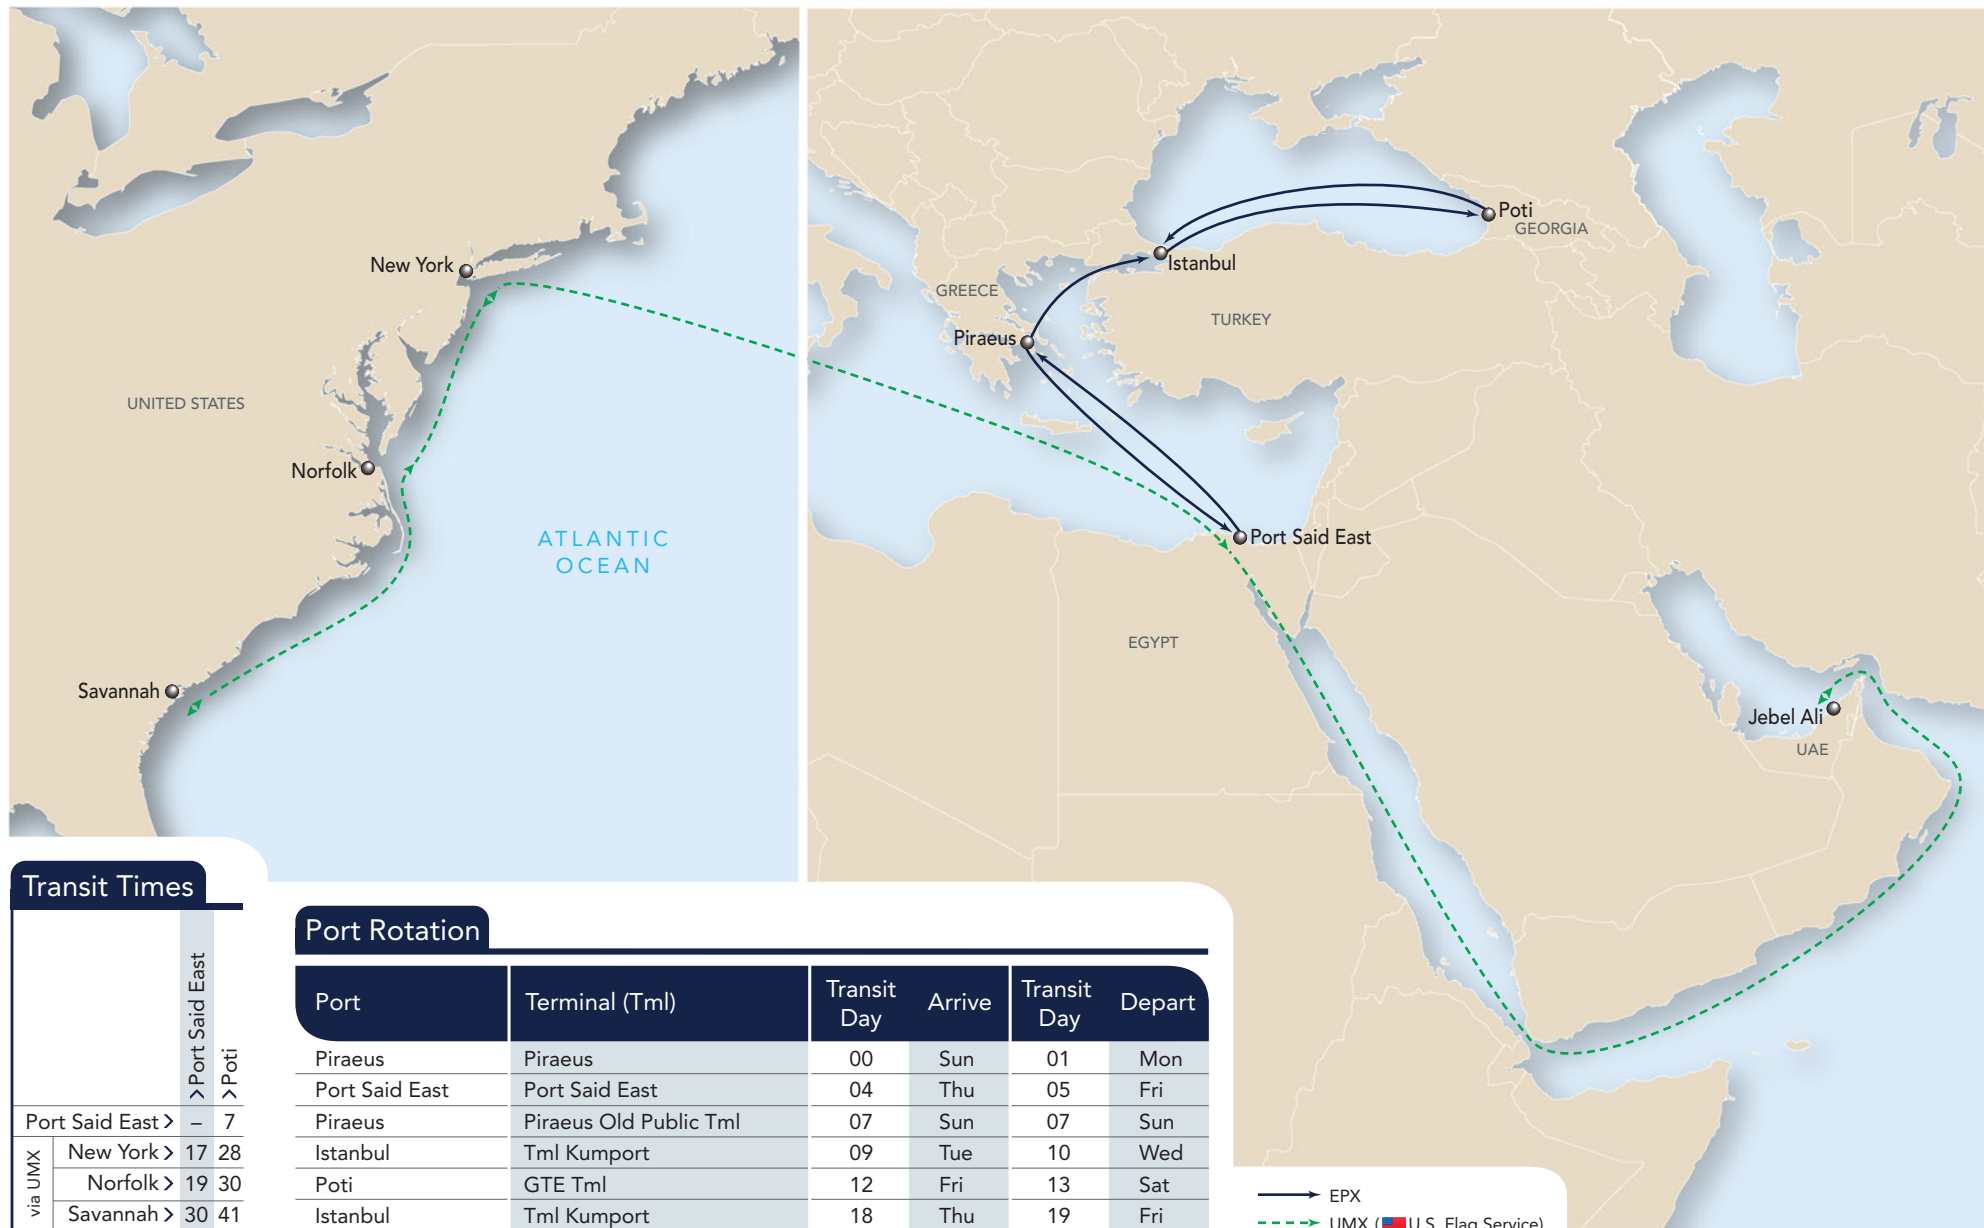 New York
UNITED STATES
Norfolk
ATLANTIC
OCEAN
Savannah
Poti
GEORGIA
Istanbul
GREECE
TURKEY
Piraeus
Port Said East
EGYPT
Jebel Ali
UAE
Transit Times
>Port Said East
>Poti
Port Said East > – 7
via UMX
New York > 17 28
Norfolk > 19 30
Savannah > 30 41
Port Rotation
Port Terminal (Tml) Transit Day Arrive Transit Day Depart
Piraeus Piraeus 00 Sun 01 Mon
Port Said East Port Said East 04 Thu 05 Fri
Piraeus Piraeus Old Public Tml 07 Sun 07 Sun
Istanbul Tml Kumport 09 Tue 10 Wed
Poti GTE Tml 12 Fri 13 Sat
Istanbul Tml Kumport 18 Thu 19 Fri
EPX
UMX (U.S. Flag Service)